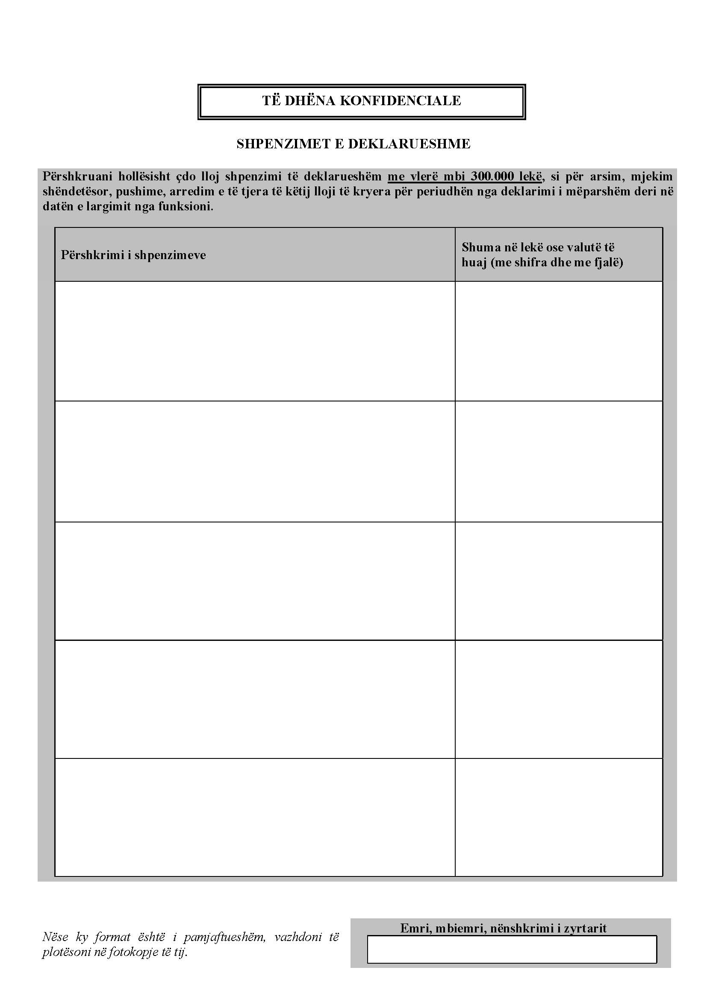 TË DHËNA KONFIDENCIALE
SHPENZIMET E DEKLARUESHME
Përshkruani hollësisht çdo lloj shpenzimi të deklarueshëm me vlerë mbi 300.000 lekë, si për arsim, mjekim
shëndetësor, pushime, arredim e të tjera të këtij lloji të kryera për periudhën nga deklarimi i mëparshëm deri në
datën e largimit nga funksioni.
Përshkrimi i shpenzimeve
Shuma në lekë ose valutë të
huaj (me shifra dhe me fjalë)
Nëse ky format është i pamjaftueshëm, vazhdoni të
plotësoni në fotokopje të tij.
Emri, mbiemri, nënshkrimi i zyrtarit